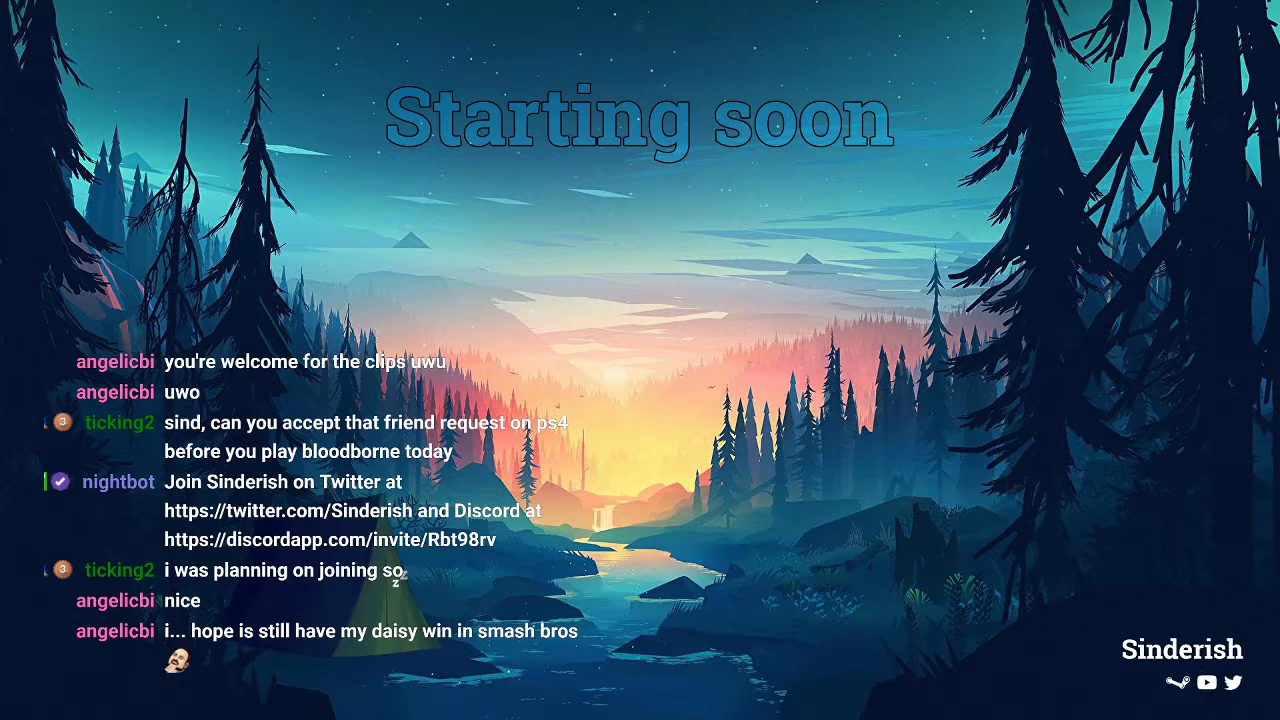 Starting soon
angelicbi you're welcome for the clips uwu
angelicbi uwo
3 ticking2 sind, can you accept that friend request on ps4
before you play bloodborne today
nightbot Join Sinderish on Twitter at
https://twitter.com/Sinderish and Discord at
https://discordapp.com/invite/Rbt98rv
3 ticking2 i was planning on joining so
z z
angelicbi nice
angelicbi i... hope is still have my daisy win in smash bros
Sinderish